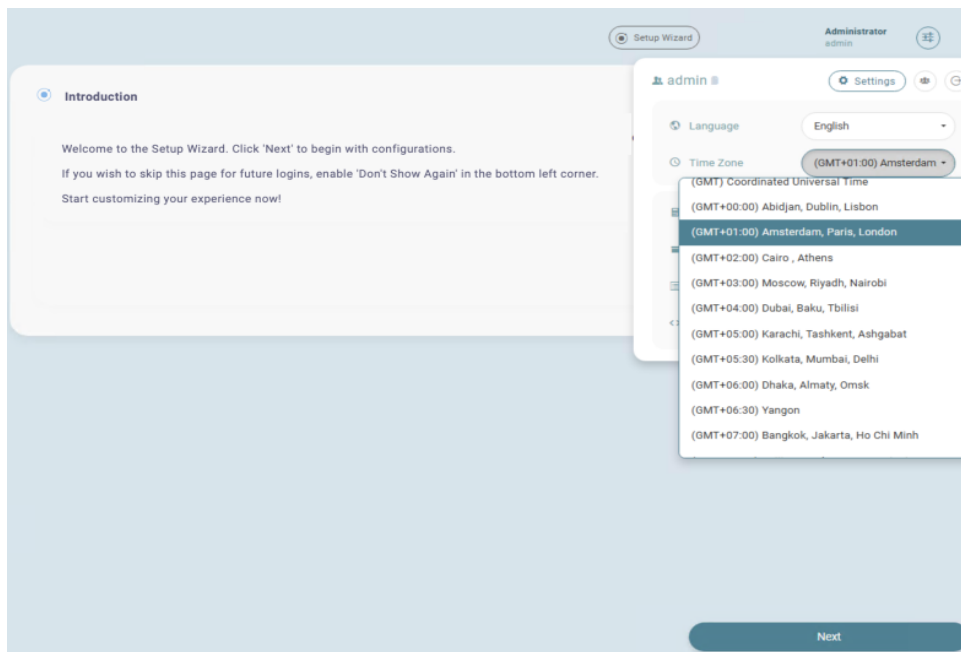 Setup Wizard
Administrator
admin
admin
Settings
Introduction
Language
English
Welcome to the Setup Wizard. Click 'Next' to begin with configurations.
If you wish to skip this page for future logins, enable 'Don't Show Again' in the bottom left corner.
Start customizing your experience now!
Time Zone
(GMT+01:00) Amsterdam
(GMT) Coordinated Universal Time
(GMT+00:00) Abidjan, Dublin, Lisbon
(GMT+01:00) Amsterdam, Paris, London
(GMT+02:00) Cairo , Athens
(GMT+03:00) Moscow, Riyadh, Nairobi
(GMT+04:00) Dubai, Baku, Tbilisi
(GMT+05:00) Karachi, Tashkent, Ashgabat
(GMT+05:30) Kolkata, Mumbai, Delhi
(GMT+06:00) Dhaka, Almaty, Omsk
(GMT+06:30) Yangon
(GMT+07:00) Bangkok, Jakarta, Ho Chi Minh
Next